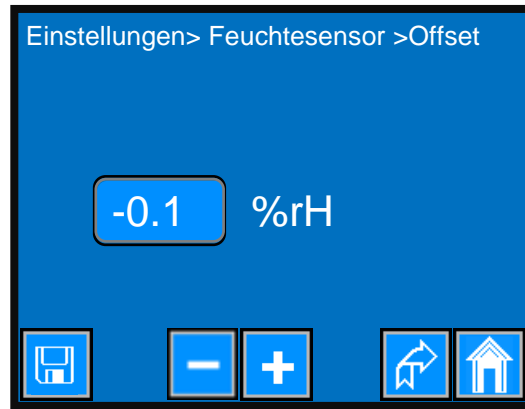 Einstellungen> Feuchtesensor >Offset
-0.1 %rH
- +